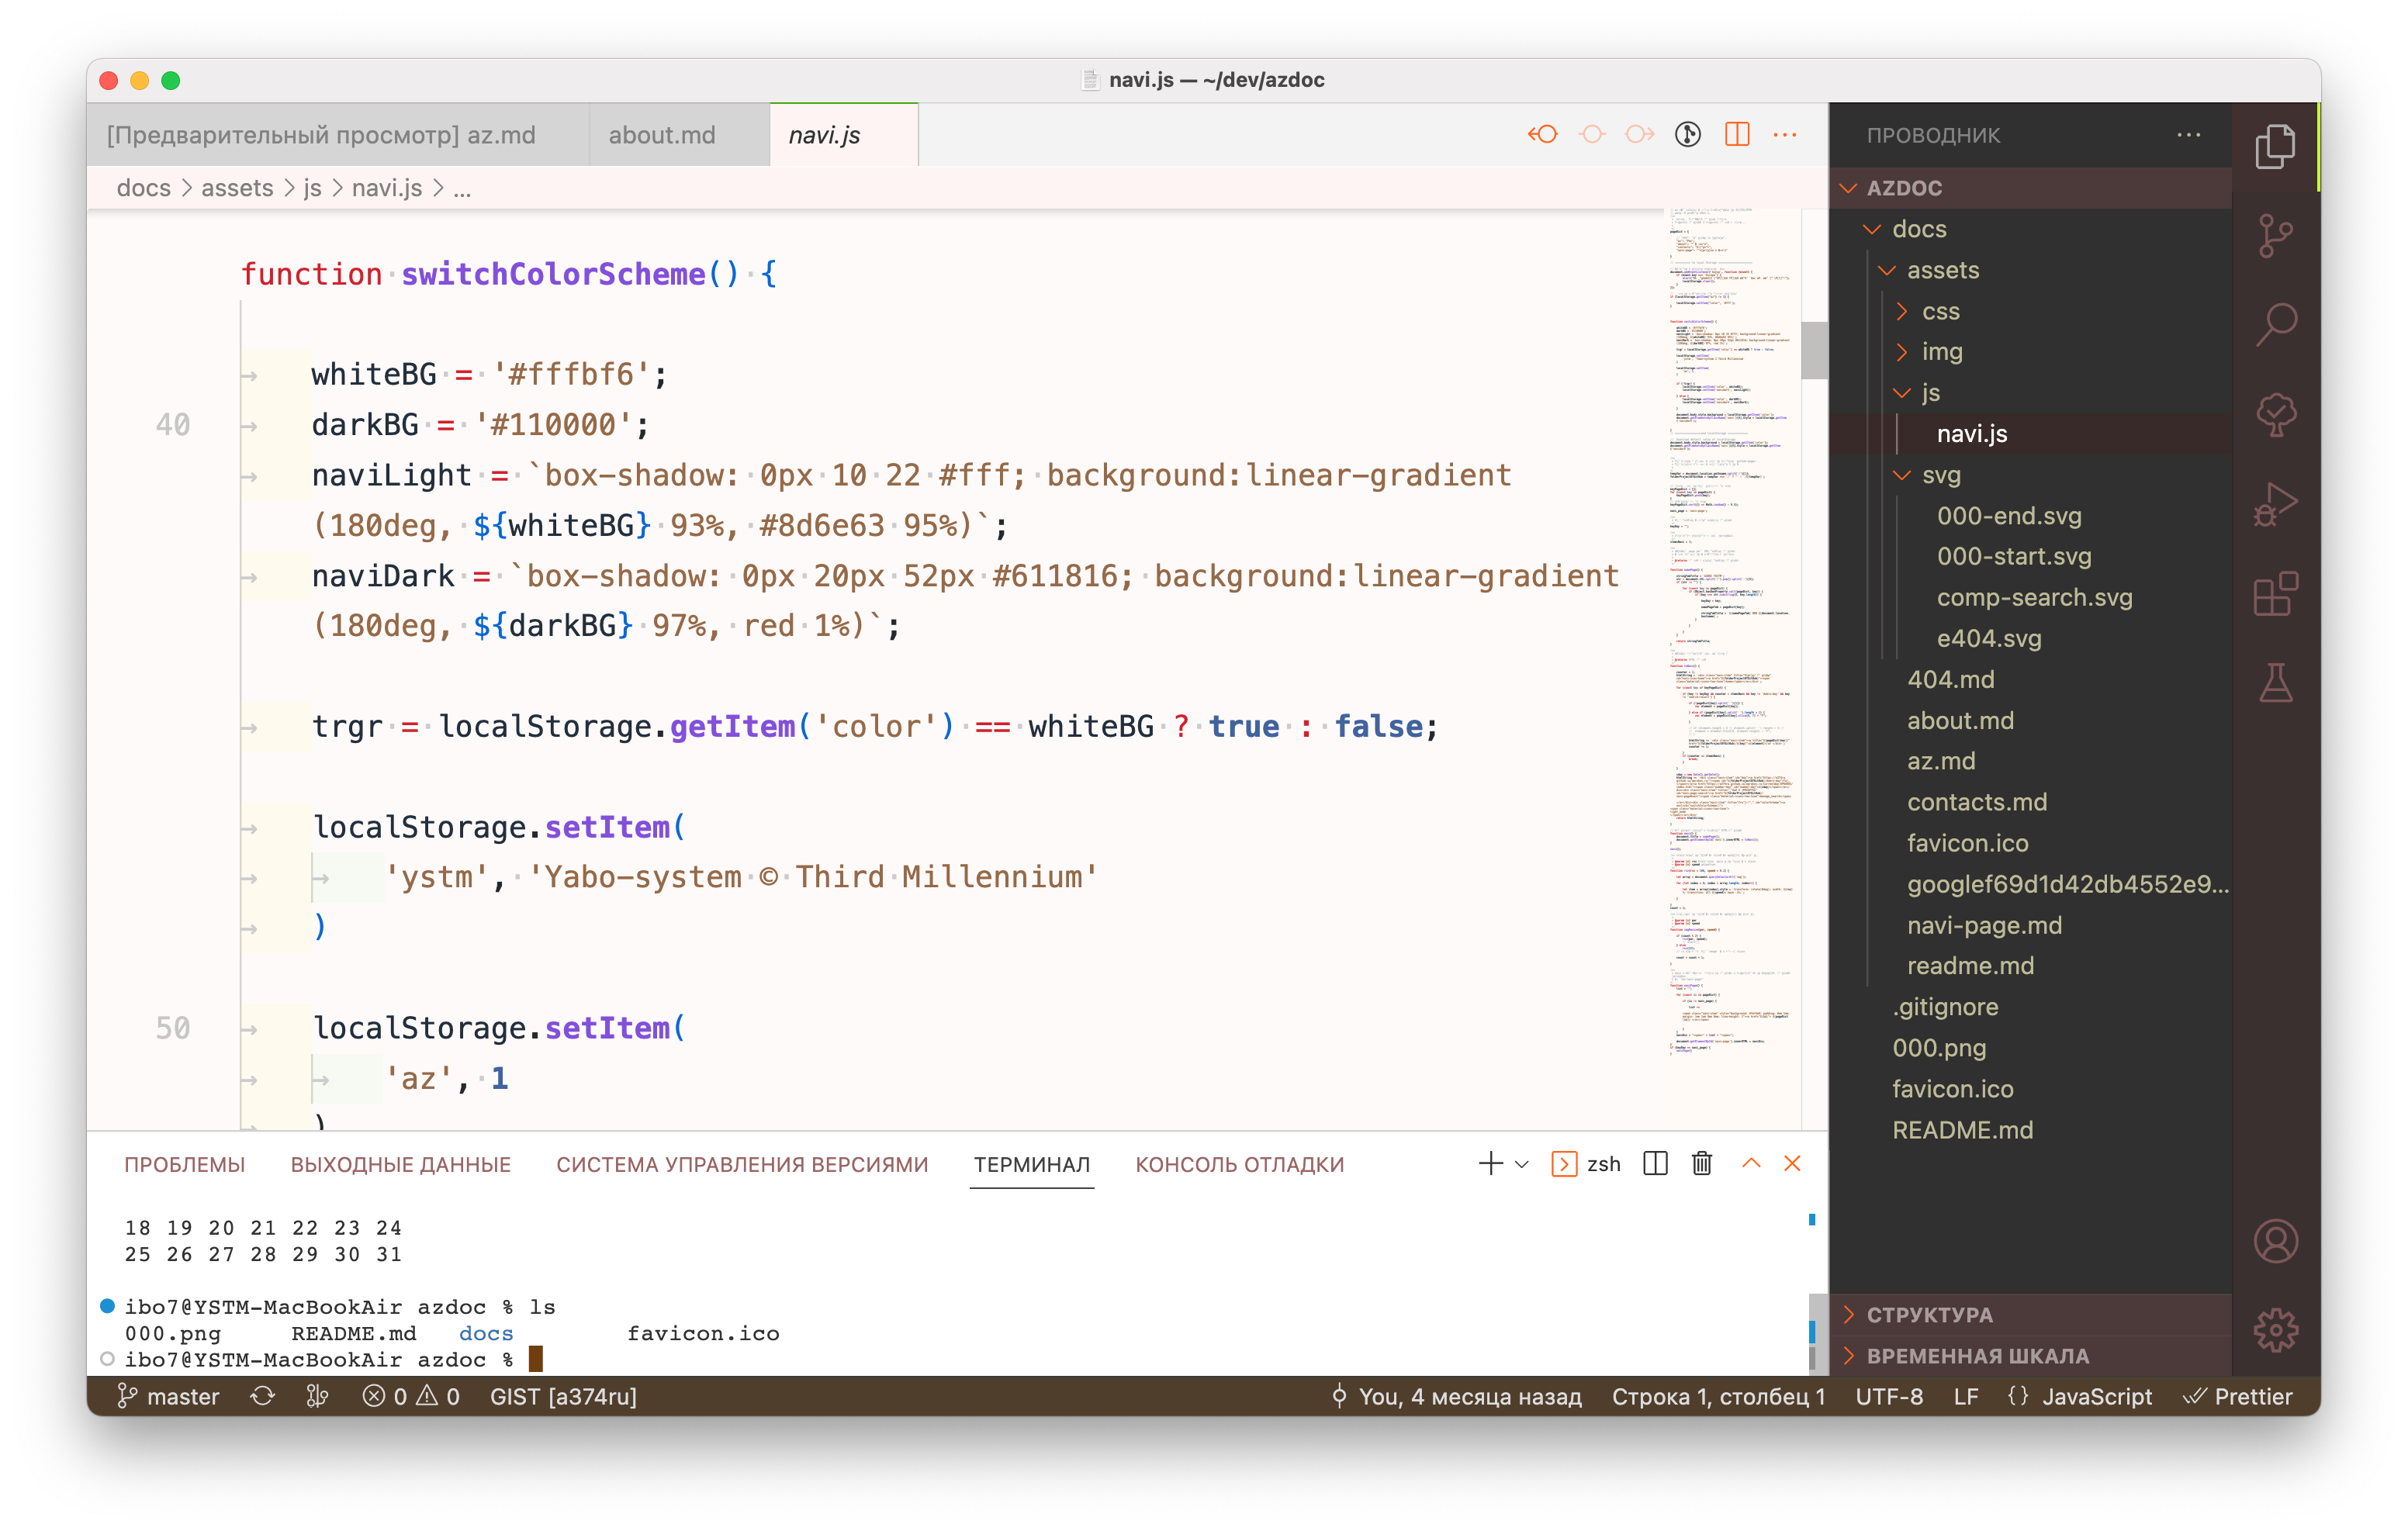 navi.js — ~/dev/azdoc
[Предварительный просмотр] az.md
about.md
navi.js
docs > assets > js > navi.js > ...
function switchColorScheme() {
whiteBG = '#fffbf6';
40 darkBG = '#110000';
naviLight = `box-shadow: 0px 10 22 #fff; background:linear-gradient
(180deg, ${whiteBG} 93%, #8d6e63 95%)`;
naviDark = `box-shadow: 0px 20px 52px #611816; background:linear-gradient
(180deg, ${darkBG} 97%, red 1%)`;
trgr = localStorage.getItem('color') == whiteBG ? true : false;
localStorage.setItem(
'ystm', 'Yabo-system © Third Millennium'
)
50 localStorage.setItem(
'az', 1
)
ПРОБЛЕМЫ
ВЫХОДНЫЕ ДАННЫЕ
СИСТЕМА УПРАВЛЕНИЯ ВЕРСИЯМИ
ТЕРМИНАЛ
КОНСОЛЬ ОТЛАДКИ
zsh
18 19 20 21 22 23 24
25 26 27 28 29 30 31
ibo7@YSTM-MacBookAir azdoc % ls
000.png README.md docs favicon.ico
ibo7@YSTM-MacBookAir azdoc %
ПРОВОДНИК
AZDOC
docs
assets
css
img
js
navi.js
svg
000-end.svg
000-start.svg
comp-search.svg
e404.svg
404.md
about.md
az.md
contacts.md
favicon.ico
googlef69d1d42db4552e9...
navi-page.md
readme.md
.gitignore
000.png
favicon.ico
README.md
СТРУКТУРА
ВРЕМЕННАЯ ШКАЛА
master
0
0
GIST [a374ru]
You, 4 месяца назад
Строка 1, столбец 1
UTF-8
LF
{} JavaScript
Prettier